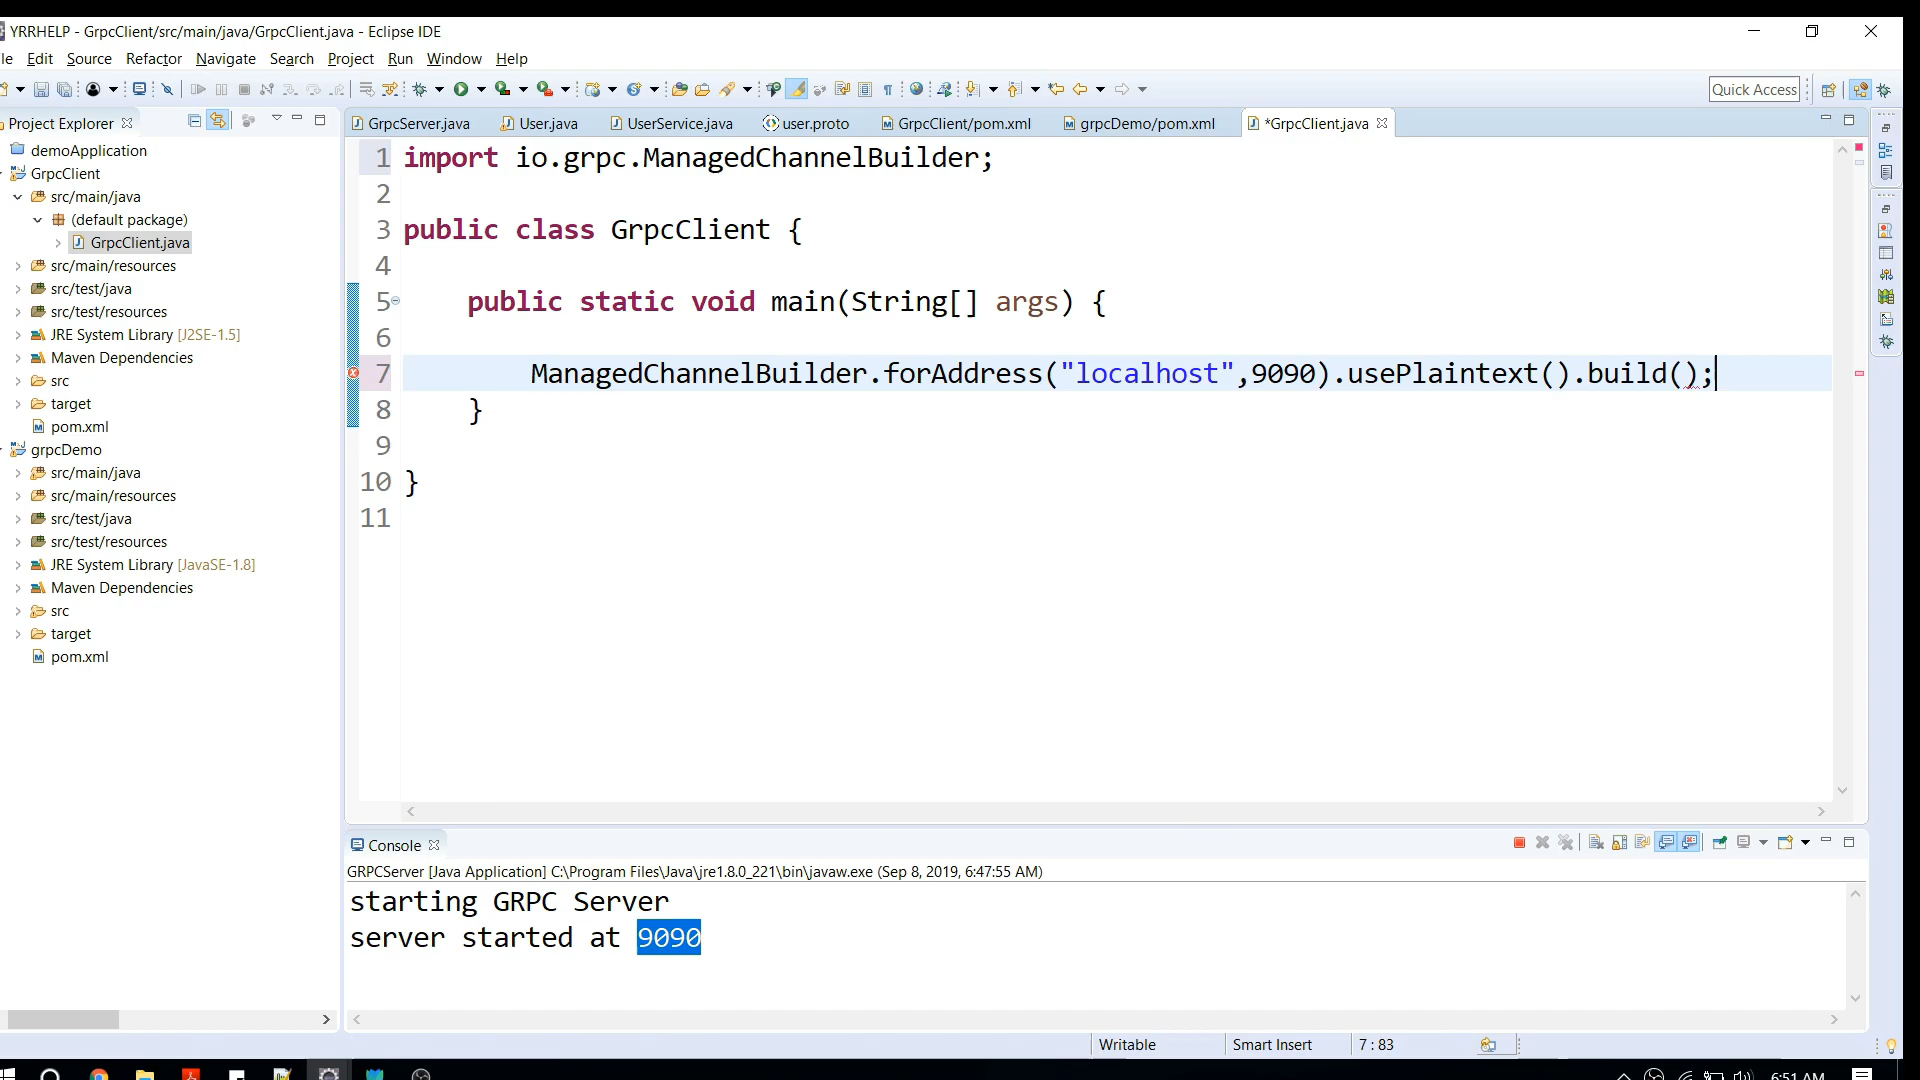 YRRHELP - GrpcClient/src/main/java/GrpcClient.java - Eclipse IDE
le Edit Source Refactor Navigate Search Project Run Window Help
Quick Access
Project Explorer
GrpcServer.java User.java UserService.java user.proto GrpcClient/pom.xml grpcDemo/pom.xml *GrpcClient.java
demoApplication
GrpcClient
src/main/java
(default package)
GrpcClient.java
src/main/resources
src/test/java
src/test/resources
JRE System Library [J2SE-1.5]
Maven Dependencies
src
target
pom.xml
grpcDemo
src/main/java
src/main/resources
src/test/java
src/test/resources
JRE System Library [JavaSE-1.8]
Maven Dependencies
src
target
pom.xml
1 import io.grpc.ManagedChannelBuilder;
2
3 public class GrpcClient {
4
5 public static void main(String[] args) {
6
7 ManagedChannelBuilder.forAddress("localhost",9090).usePlaintext().build();
8 }
9
10 }
11
Console
GRPCServer [Java Application] C:\Program Files\Java\jre1.8.0_221\bin\javaw.exe (Sep 8, 2019, 6:47:55 AM)
starting GRPC Server
server started at 9090
Writable Smart Insert 7 : 83
6:51 AM